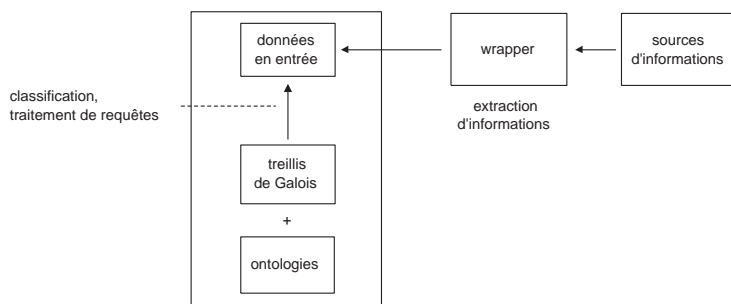 données
en entrée
wrapper
sources
d'informations
classification,
traitement de requêtes
extraction
d'informations
treillis
de Galois
+
ontologies